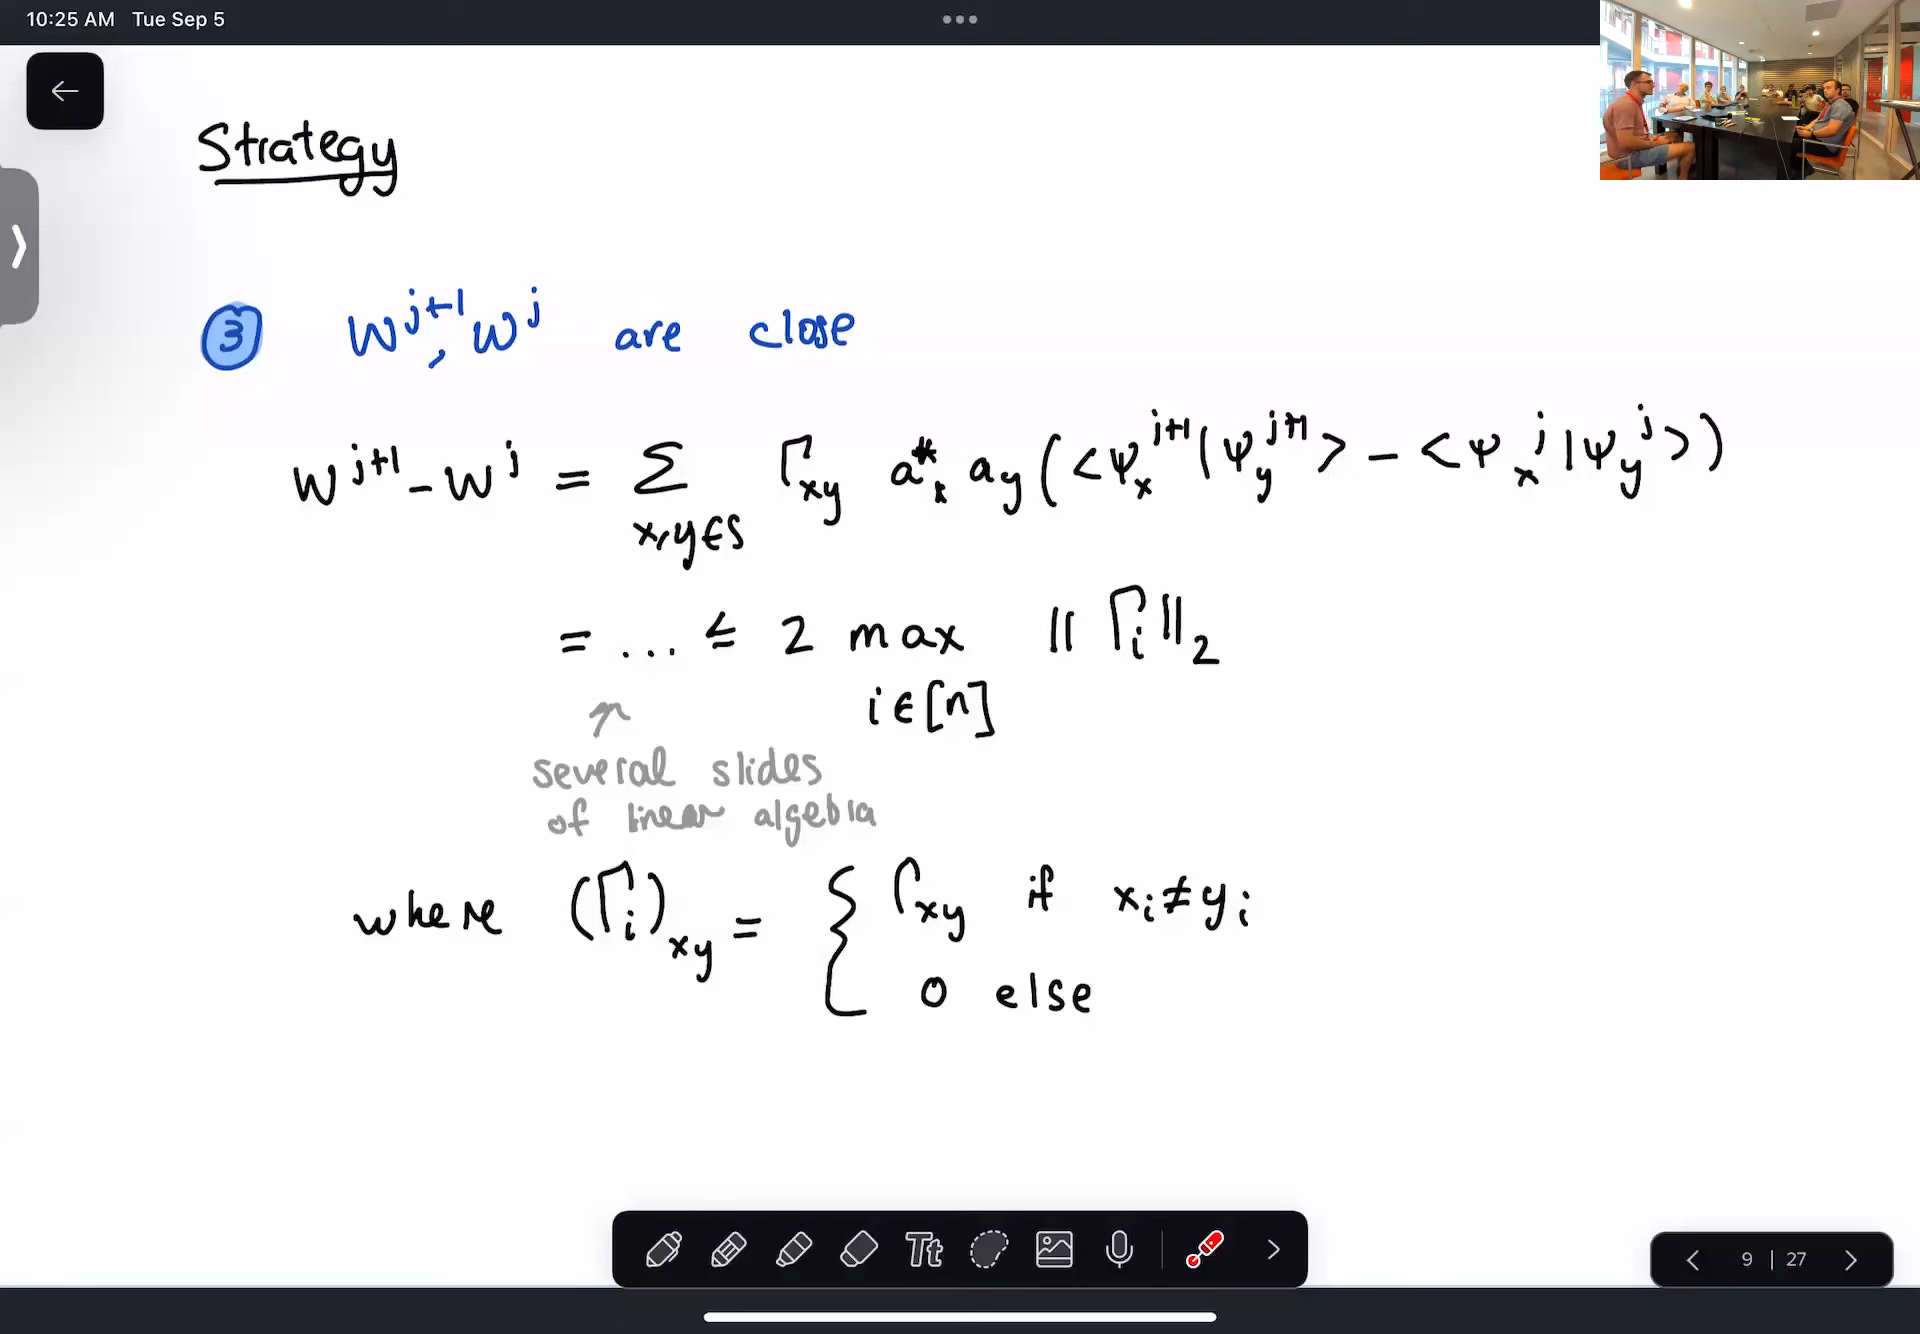 10:25 AM Tue Sep 5
Strategy
③ W^{j+1}, W^j are close
W^{j+1} - W^j = Σ_{x,y∈S} Γ_{xy} a*_x a_y (<ψ_x^{j+1}|ψ_y^{j+1}> - <ψ_x^j|ψ_y^j>)
= ... ≤ 2 max_{i∈[n]} ||Γ_i||_2
↑
several slides
of linear algebra
where (Γ_i)_{xy} = { Γ_{xy} if x_i≠y_i
0 else
Tt
9 | 27